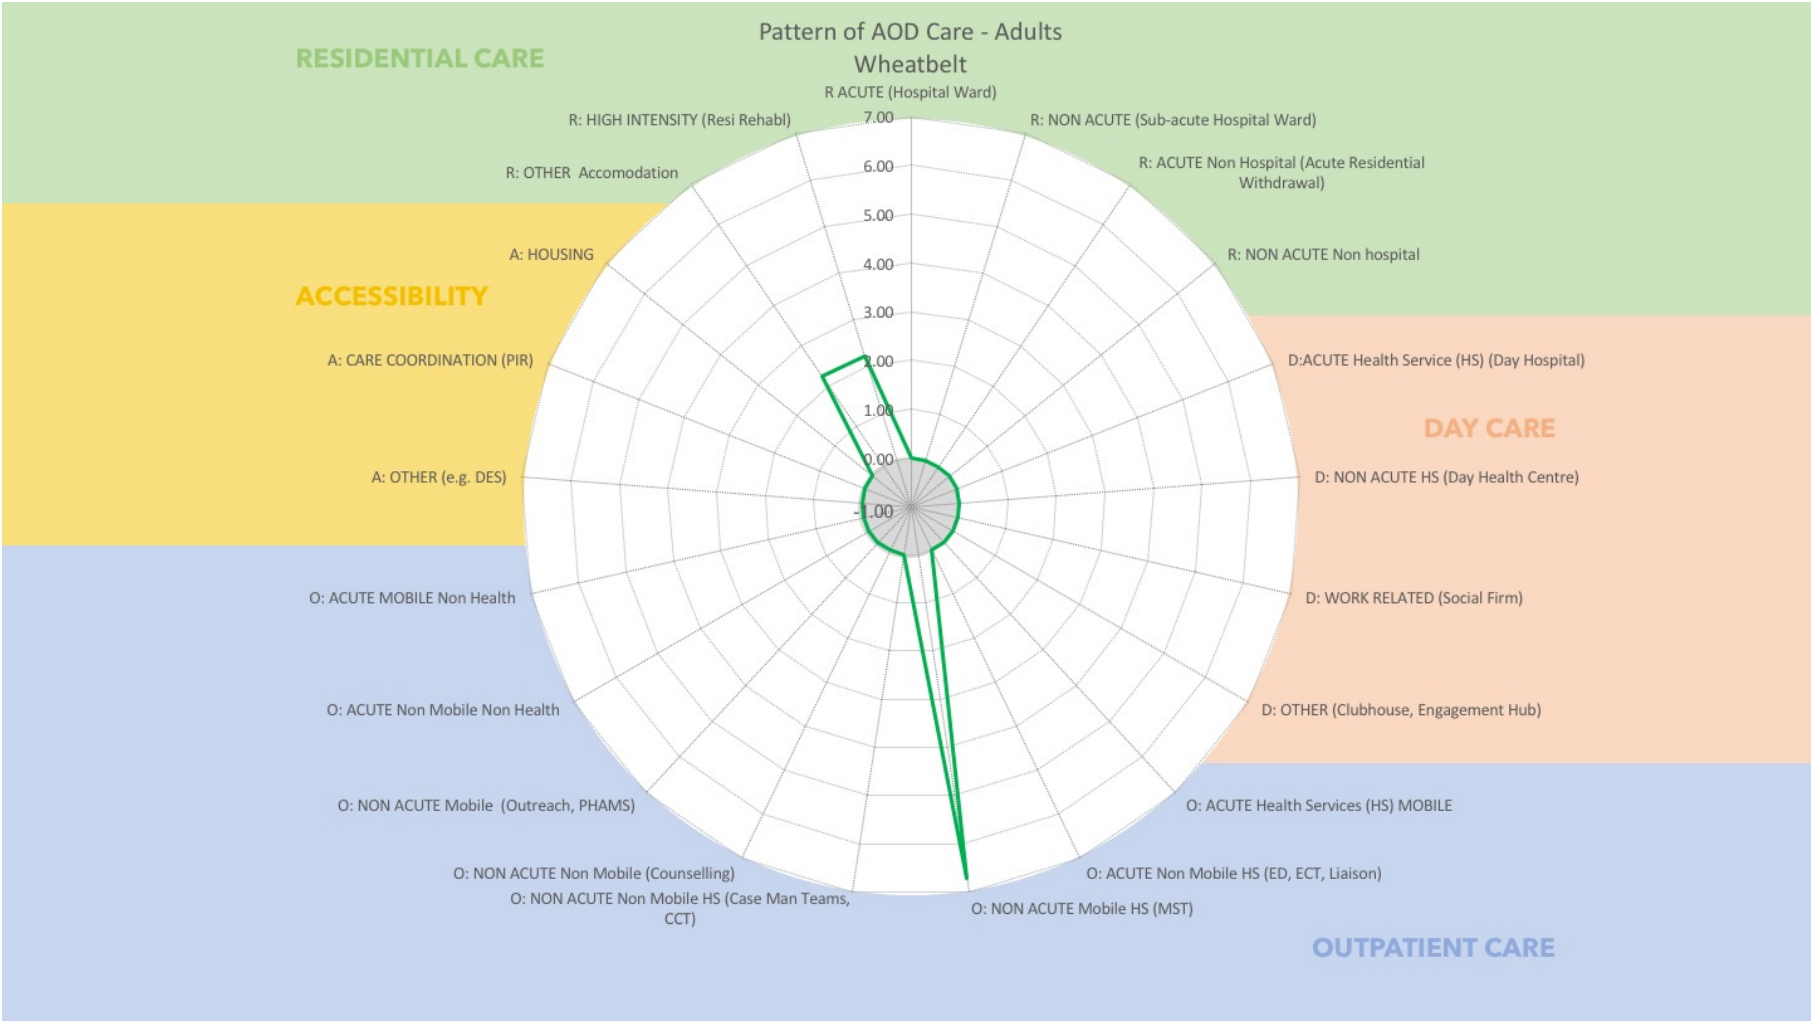 Pattern of AOD Care - Adults
Wheatbelt
RESIDENTIAL CARE
R ACUTE (Hospital Ward)
R: HIGH INTENSITY (Resi Rehabl)
R: NON ACUTE (Sub-acute Hospital Ward)
R: OTHER  Accomodation
R: ACUTE Non Hospital (Acute Residential
Withdrawal)
A: HOUSING
R: NON ACUTE Non hospital
ACCESSIBILITY
A: CARE COORDINATION (PIR)
D:ACUTE Health Service (HS) (Day Hospital)
DAY CARE
A: OTHER (e.g. DES)
D: NON ACUTE HS (Day Health Centre)
7.00
6.00
5.00
4.00
3.00
2.00
1.00
0.00
-1.00
O: ACUTE MOBILE Non Health
D: WORK RELATED (Social Firm)
O: ACUTE Non Mobile Non Health
D: OTHER (Clubhouse, Engagement Hub)
O: NON ACUTE Mobile  (Outreach, PHAMS)
O: ACUTE Health Services (HS) MOBILE
O: NON ACUTE Non Mobile (Counselling)
O: ACUTE Non Mobile HS (ED, ECT, Liaison)
O: NON ACUTE Non Mobile HS (Case Man Teams,
CCT)
O: NON ACUTE Mobile HS (MST)
OUTPATIENT CARE